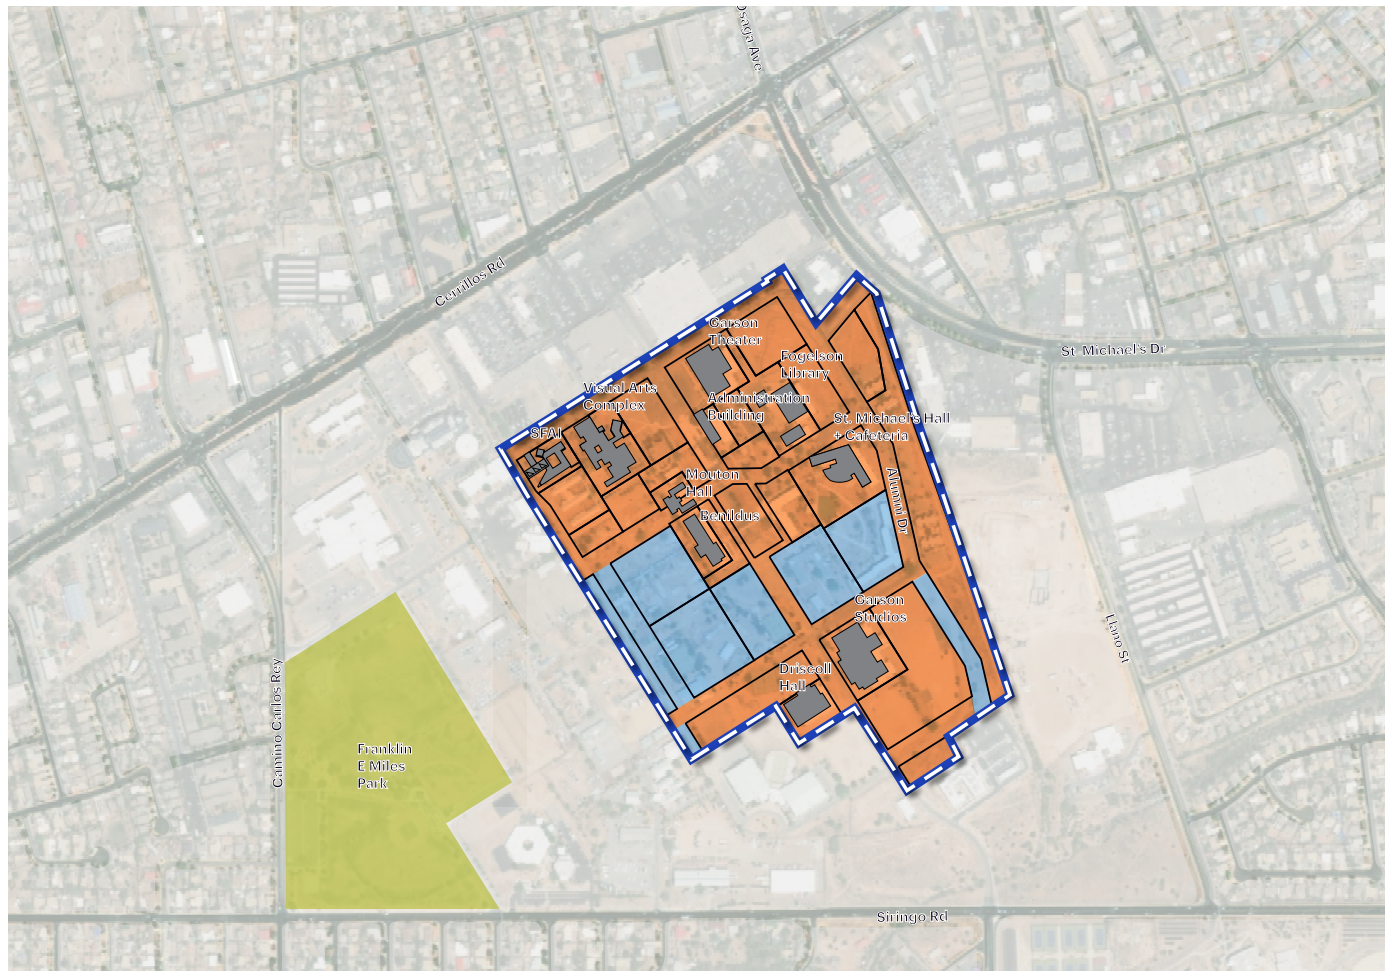 Osaga Ave
Cerrillos Rd
St. Michael's Dr
Garson
Theater
Fogelson
Library
Visual Arts
Complex
Administration
Building
SFAI
St. Michael's Hall
+ Cafeteria
Mouton
Hall
Alumni Dr
Benildus
Garson
Studios
Llano St
Driscoll
Hall
Camino Carlos Rey
Franklin
E Miles
Park
Siringo Rd